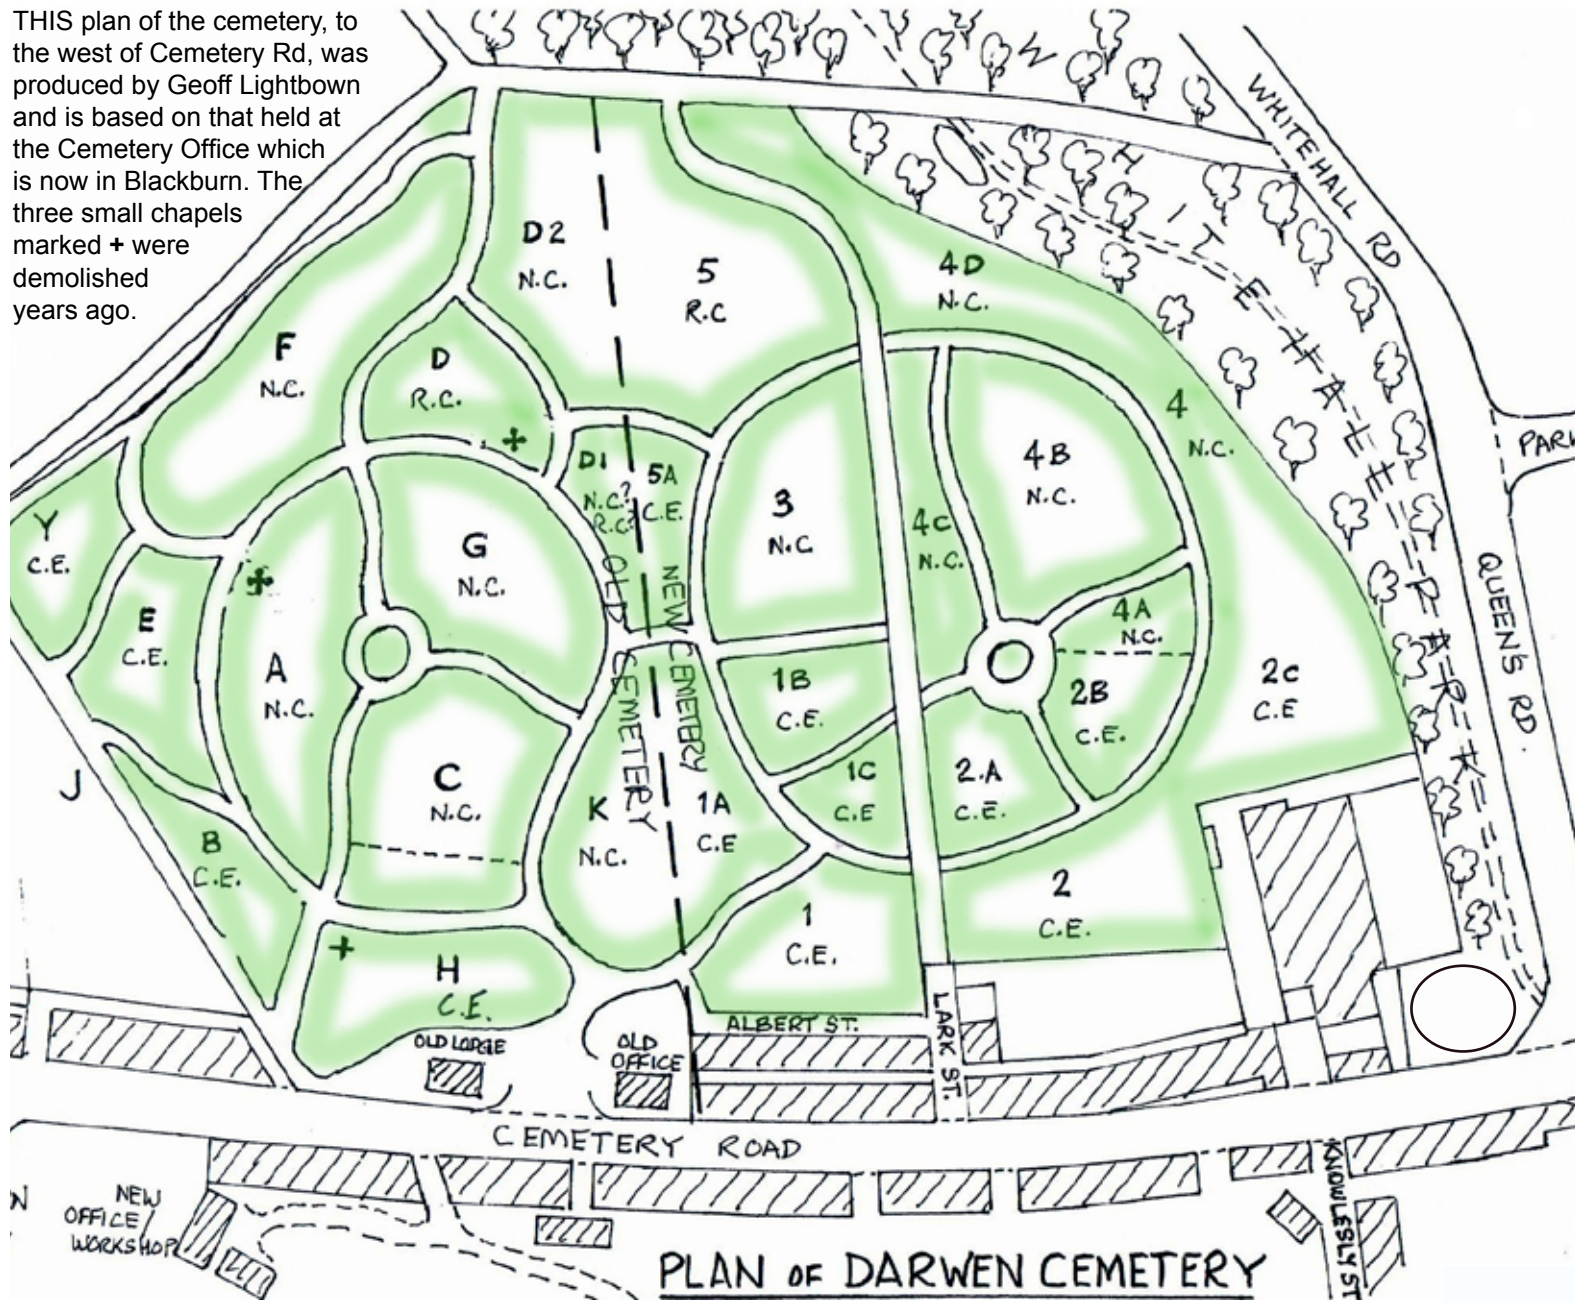 THIS plan of the cemetery, to
the west of Cemetery Rd, was
produced by Geoff Lightbown
and is based on that held at
the Cemetery Office which
is now in Blackburn. The
three small chapels
marked + were
demolished
years ago.
WHITEHALL RD
WHITEHALL PARK
PARK
QUEEN'S RD.
D2
N.C.
5
R.C
4D
N.C.
F
N.C.
D
R.C.
4
N.C.
4B
N.C.
D1
N.C.?
R.C?
5A
C.E.
3
N.C.
4C
N.C.
Y
C.E.
G
N.C.
E
C.E.
A
N.C.
4A
N.C.
OLD CEMETERY
NEW CEMETERY
1B
C.E.
2B
C.E.
2C
C.E
J
C
N.C.
K
N.C.
1A
C.E
1C
C.E
2.A
C.E.
B
C.E.
2
C.E.
1
C.E.
H
C.E.
OLD LODGE
OLD
OFFICE
ALBERT ST.
LARK ST.
CEMETERY ROAD
KNOWLESLY ST
N
NEW
OFFICE/
WORKSHOP
PLAN OF DARWEN CEMETERY